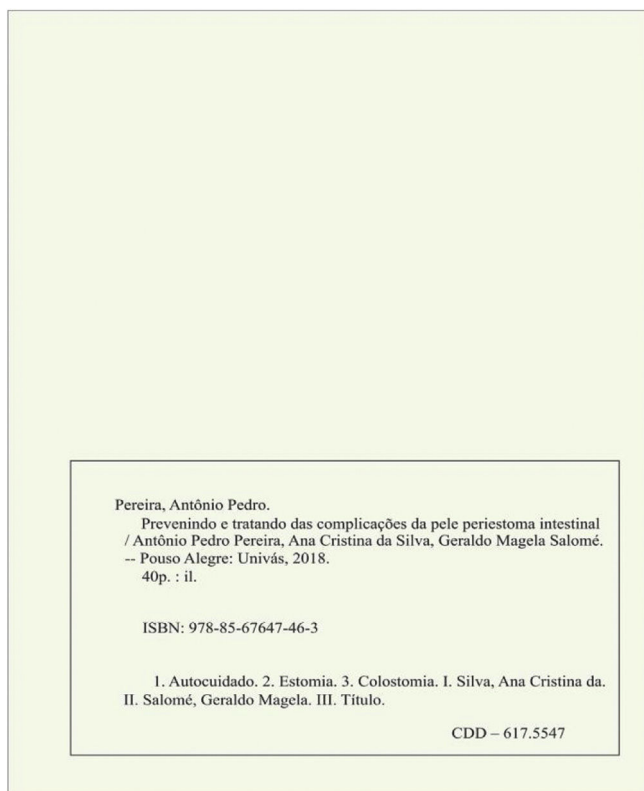 Pereira, Antônio Pedro.
Prevenindo e tratando das complicações da pele periestoma intestinal
/ Antônio Pedro Pereira, Ana Cristina da Silva, Geraldo Magela Salomé.
-- Pouso Alegre: Univás, 2018.
40p. : il.
ISBN: 978-85-67647-46-3
1. Autocuidado. 2. Estomia. 3. Colostomia. I. Silva, Ana Cristina da.
II. Salomé, Geraldo Magela. III. Título.
CDD – 617.5547